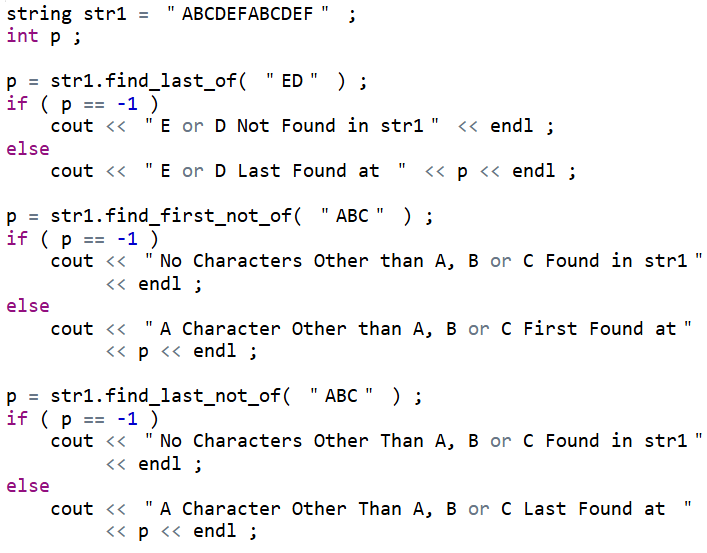 string str1 = "ABCDEFABCDEF" ;
int p ;
p = str1.find_last_of( "ED" ) ;
if ( p == -1 )
cout << "E or D Not Found in str1" << endl ;
else
cout << "E or D Last Found at " << p << endl ;
p = str1.find_first_not_of( "ABC" ) ;
if ( p == -1 )
cout << "No Characters Other than A, B or C Found in str1"
<< endl ;
else
cout << "A Character Other than A, B or C First Found at"
<< p << endl ;
p = str1.find_last_not_of( "ABC" ) ;
if ( p == -1 )
cout << "No Characters Other Than A, B or C Found in str1"
<< endl ;
else
cout << "A Character Other Than A, B or C Last Found at "
<< p << endl ;